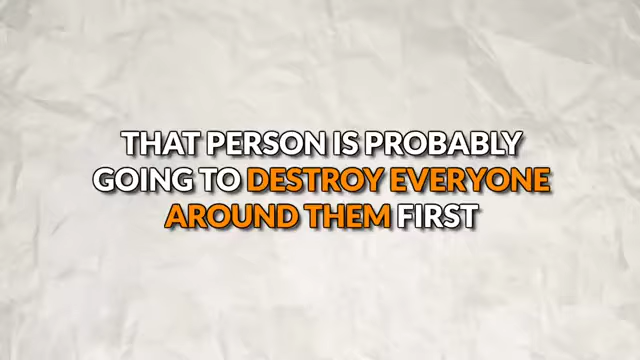 THAT PERSON IS PROBABLY
GOING TO DESTROY EVERYONE
AROUND THEM FIRST